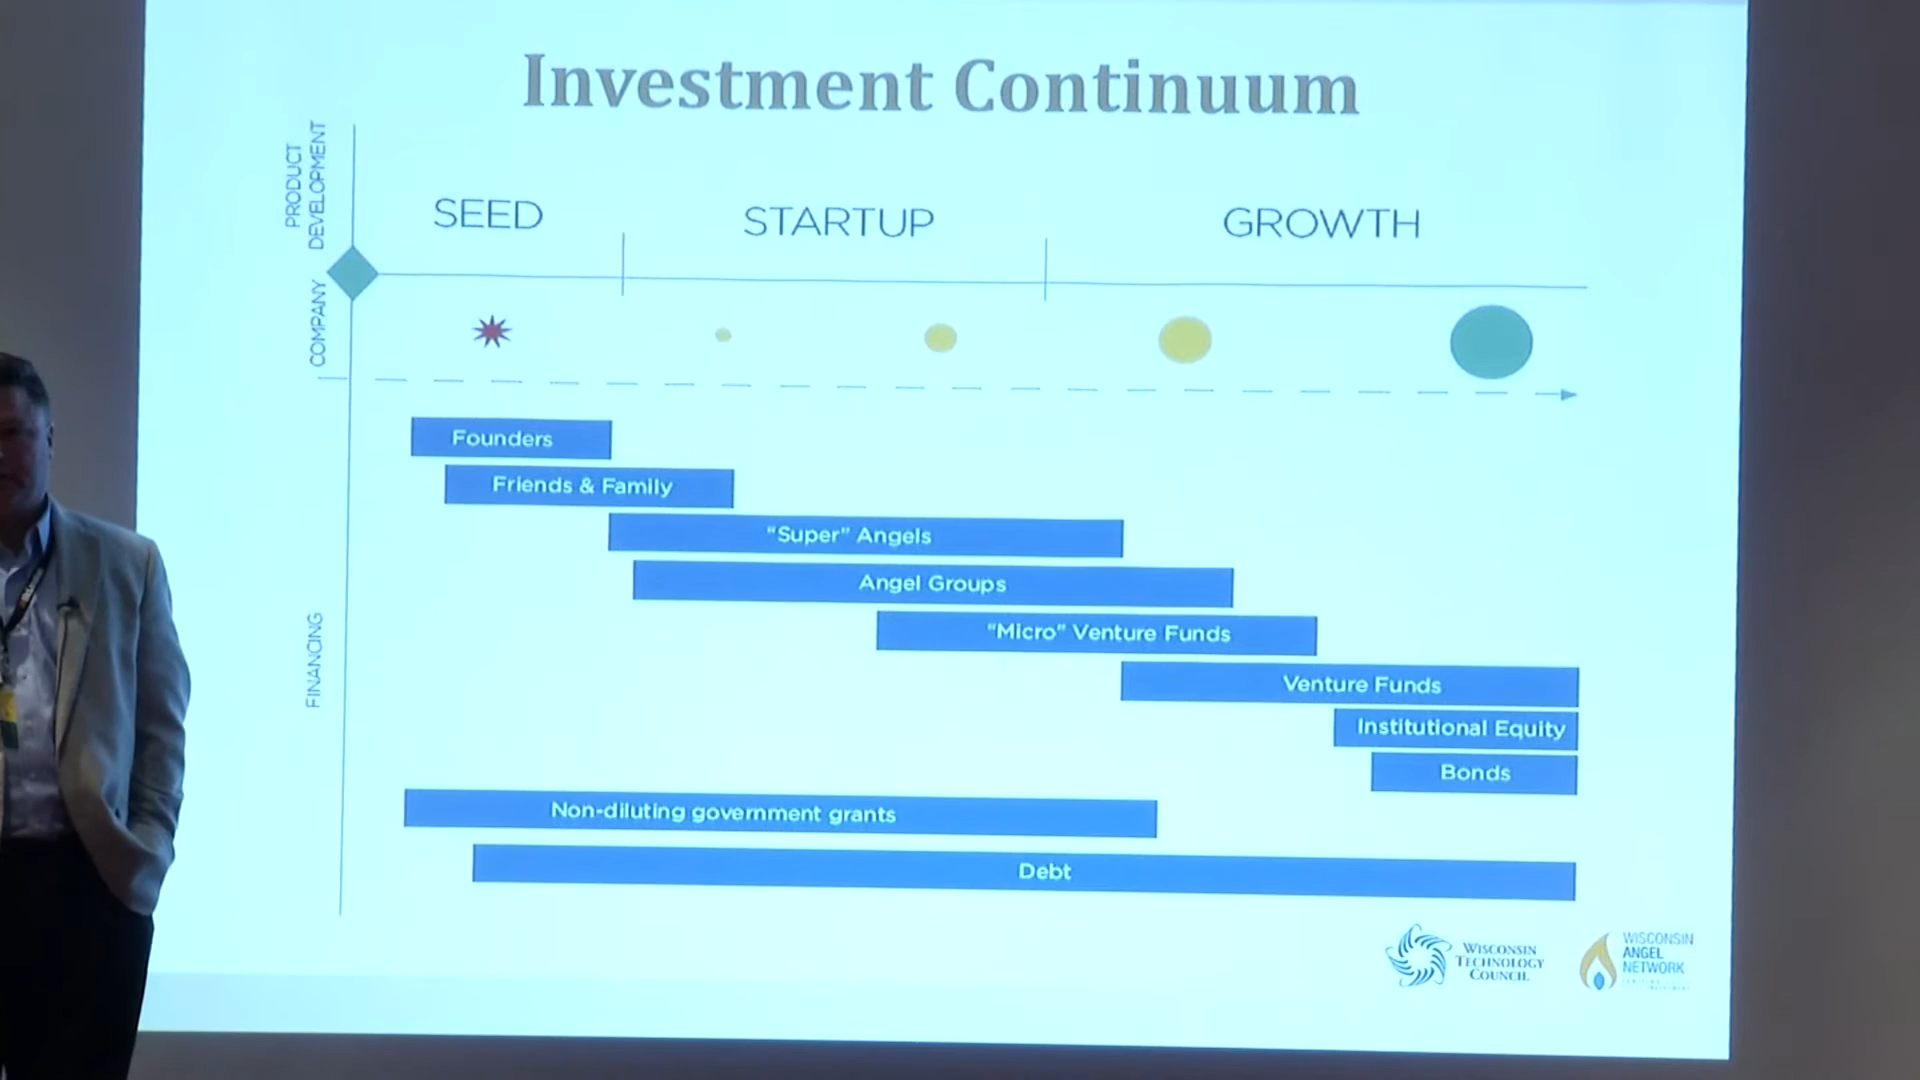 Investment Continuum
PRODUCT
DEVELOPMENT
SEED
STARTUP
GROWTH
COMPANY
Founders
Friends & Family
"Super" Angels
Angel Groups
"Micro" Venture Funds
Venture Funds
Institutional Equity
Bonds
FINANCING
Non-diluting government grants
Debt
WISCONSIN
TECHNOLOGY
COUNCIL
WISCONSIN
ANGEL
NETWORK